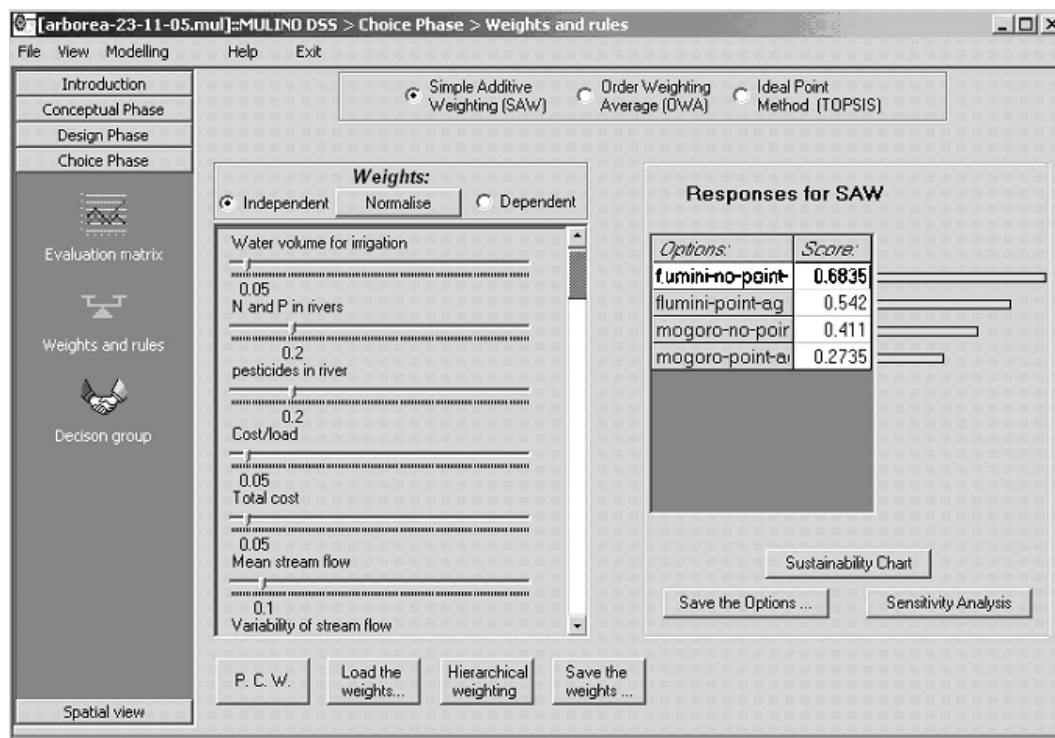 [arborea-23-11-05.mul]::MULINO DSS > Choice Phase > Weights and rules
File View Modelling Help Exit
Introduction
Conceptual Phase
Design Phase
Choice Phase
Evaluation matrix
Weights and rules
Decison group
Spatial view
Simple Additive
Weighting (SAW)
Order Weighting
Average (OWA)
Ideal Point
Method (TOPSIS)
Weights:
Independent Normalise Dependent
Water volume for irrigation
0.05
N and P in rivers
0.2
pesticides in river
0.2
Cost/load
0.05
Total cost
0.05
Mean stream flow
0.1
Variability of stream flow
P. C. W.
Load the
weights...
Hierarchical
weighting
Save the
weights ...
Responses for SAW
Options: Score:
flumini-no-point- 0.6835
flumini-point-ag 0.542
mogoro-no-poir 0.411
mogoro-point-a 0.2735
Sustainability Chart
Save the Options ... Sensitivity Analysis